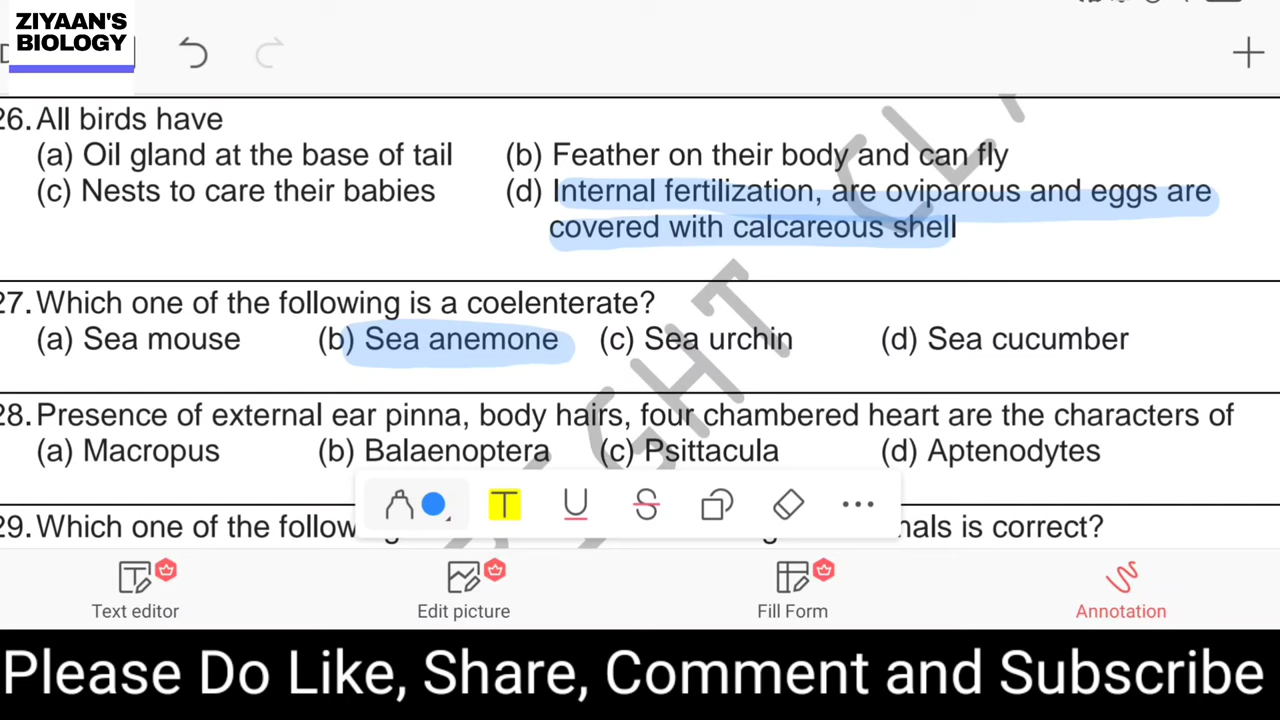 ZIYAAN'S
BIOLOGY
26. All birds have
(a) Oil gland at the base of tail (b) Feather on their body and can fly
(c) Nests to care their babies (d) Internal fertilization, are oviparous and eggs are
covered with calcareous shell
27. Which one of the following is a coelenterate?
(a) Sea mouse (b) Sea anemone (c) Sea urchin (d) Sea cucumber
28. Presence of external ear pinna, body hairs, four chambered heart are the characters of
(a) Macropus (b) Balaenoptera (c) Psittacula (d) Aptenodytes
29. Which one of the follow is correct?
Text editor Edit picture Fill Form Annotation
Please Do Like, Share, Comment and Subscribe